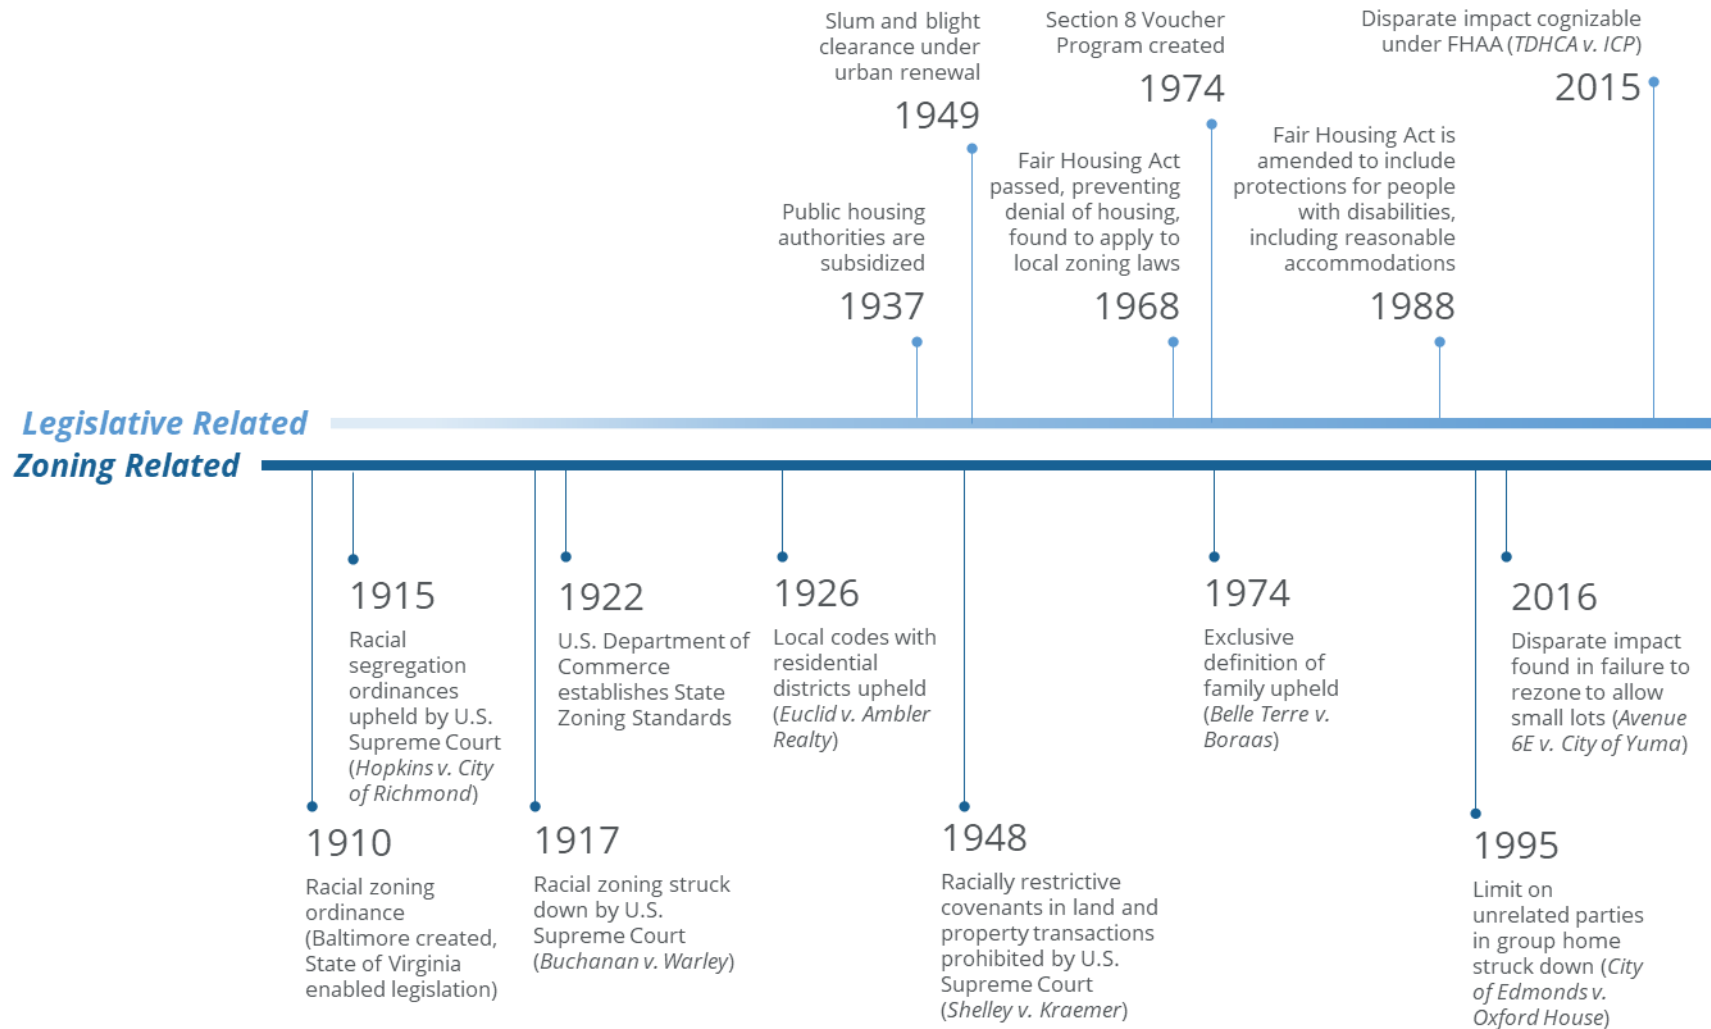 Slum and blight
clearance under
urban renewal
1949
Section 8 Voucher
Program created
1974
Disparate impact cognizable
under FHAA (TDHCA v. ICP)
2015
Public housing
authorities are
subsidized
1937
Fair Housing Act
passed, preventing
denial of housing,
found to apply to
local zoning laws
1968
Fair Housing Act is
amended to include
protections for people
with disabilities,
including reasonable
accommodations
1988
Legislative Related
Zoning Related
1915
Racial
segregation
ordinances
upheld by U.S.
Supreme Court
(Hopkins v. City
of Richmond)
1922
U.S. Department of
Commerce
establishes State
Zoning Standards
1926
Local codes with
residential
districts upheld
(Euclid v. Ambler
Realty)
1974
Exclusive
definition of
family upheld
(Belle Terre v.
Boraas)
2016
Disparate impact
found in failure to
rezone to allow
small lots (Avenue
6E v. City of Yuma)
1910
Racial zoning
ordinance
(Baltimore created,
State of Virginia
enabled legislation)
1917
Racial zoning struck
down by U.S.
Supreme Court
(Buchanan v. Warley)
1948
Racially restrictive
covenants in land and
property transactions
prohibited by U.S.
Supreme Court
(Shelley v. Kraemer)
1995
Limit on
unrelated parties
in group home
struck down (City
of Edmonds v.
Oxford House)